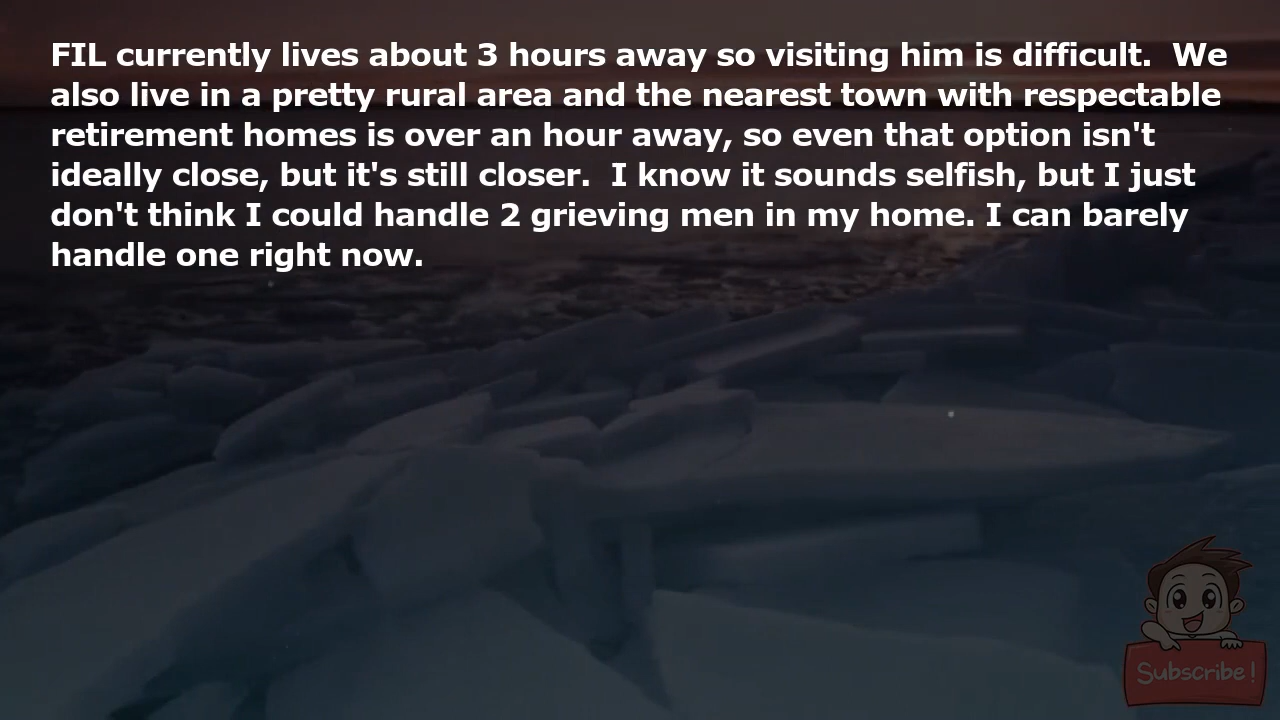 FIL currently lives about 3 hours away so visiting him is difficult.  We
also live in a pretty rural area and the nearest town with respectable
retirement homes is over an hour away, so even that option isn't
ideally close, but it's still closer.  I know it sounds selfish, but I just
don't think I could handle 2 grieving men in my home. I can barely
handle one right now.
Subscribe!